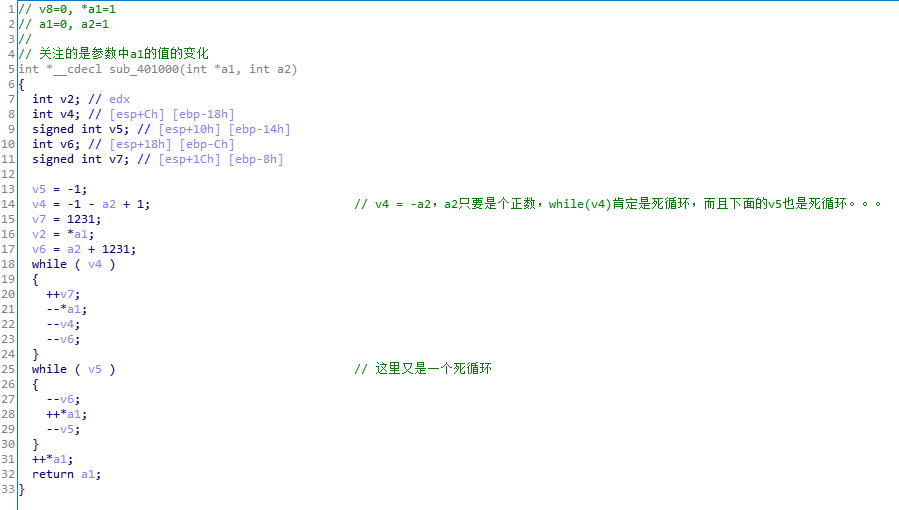 1 // v8=0, *a1=1
2 // a1=0, a2=1
3 //
4 // 关注的是参数中a1的值的变化
5 int *__cdecl sub_401000(int *a1, int a2)
6 {
7   int v2; // edx
8   int v4; // [esp+Ch] [ebp-18h]
9   signed int v5; // [esp+10h] [ebp-14h]
10   int v6; // [esp+18h] [ebp-Ch]
11   signed int v7; // [esp+1Ch] [ebp-8h]
12
13   v5 = -1;
14   v4 = -1 - a2 + 1;                             // v4 = -a2，a2只要是个正数，while(v4)肯定是死循环，而且下面的v5也是死循环。。。
15   v7 = 1231;
16   v2 = *a1;
17   v6 = a2 + 1231;
18   while ( v4 )
19   {
20     ++v7;
21     --*a1;
22     --v4;
23     --v6;
24   }
25   while ( v5 )                                  // 这里又是一个死循环
26   {
27     --v6;
28     ++*a1;
29     --v5;
30   }
31   ++*a1;
32   return a1;
33 }